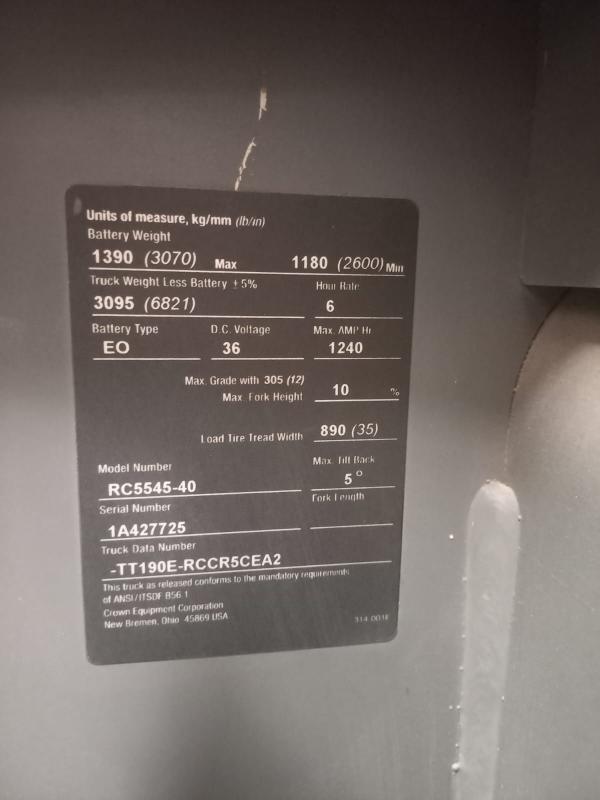 Units of measure, kg/mm (lb/in)
Battery Weight
1390 (3070) Max 1180 (2600) Min
Truck Weight Less Battery ± 5% Hour Rate
3095 (6821) 6
Battery Type D.C. Voltage Max. AMP Hr
EO 36 1240
Max. Grade with 305 (12)
Max. Fork Height 10 %
Load Tire Tread Width 890 (35)
Model Number Max. Tilt Back
RC5545-40 5°
Serial Number Fork Length
1A427725
Truck Data Number
-TT190E-RCCR5CEA2
This truck as released conforms to the mandatory requirements
of ANSI/ITSDF B56.1
Crown Equipment Corporation
New Bremen, Ohio 45869 USA